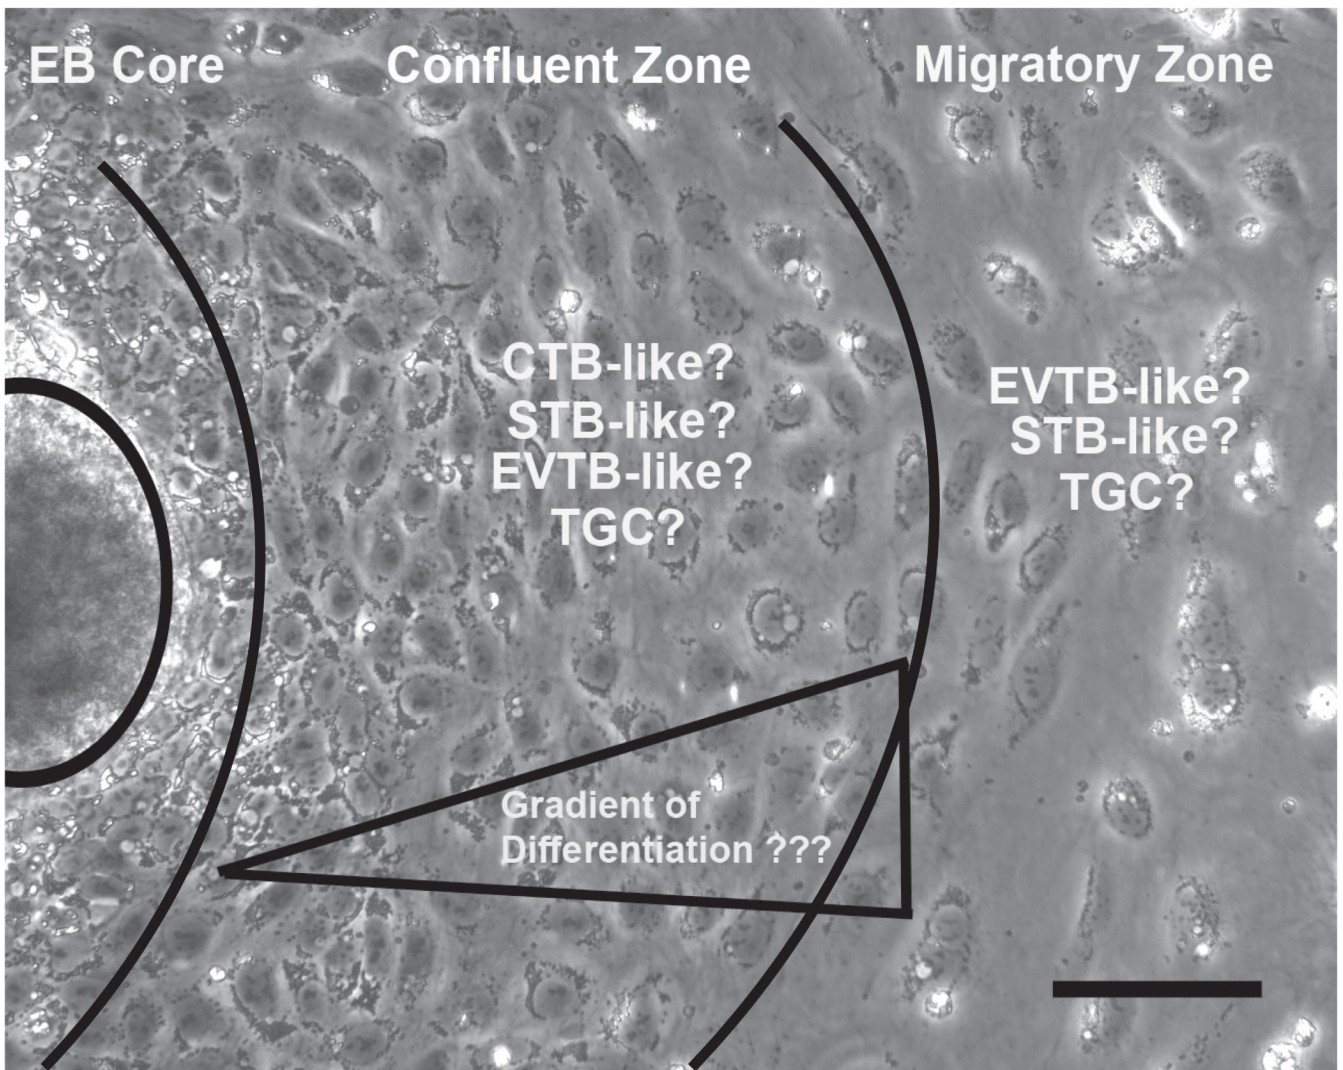 EB Core
Confluent Zone
Migratory Zone
CTB-like?
STB-like?
EVTB-like?
TGC?
EVTB-like?
STB-like?
TGC?
Gradient of
Differentiation ???